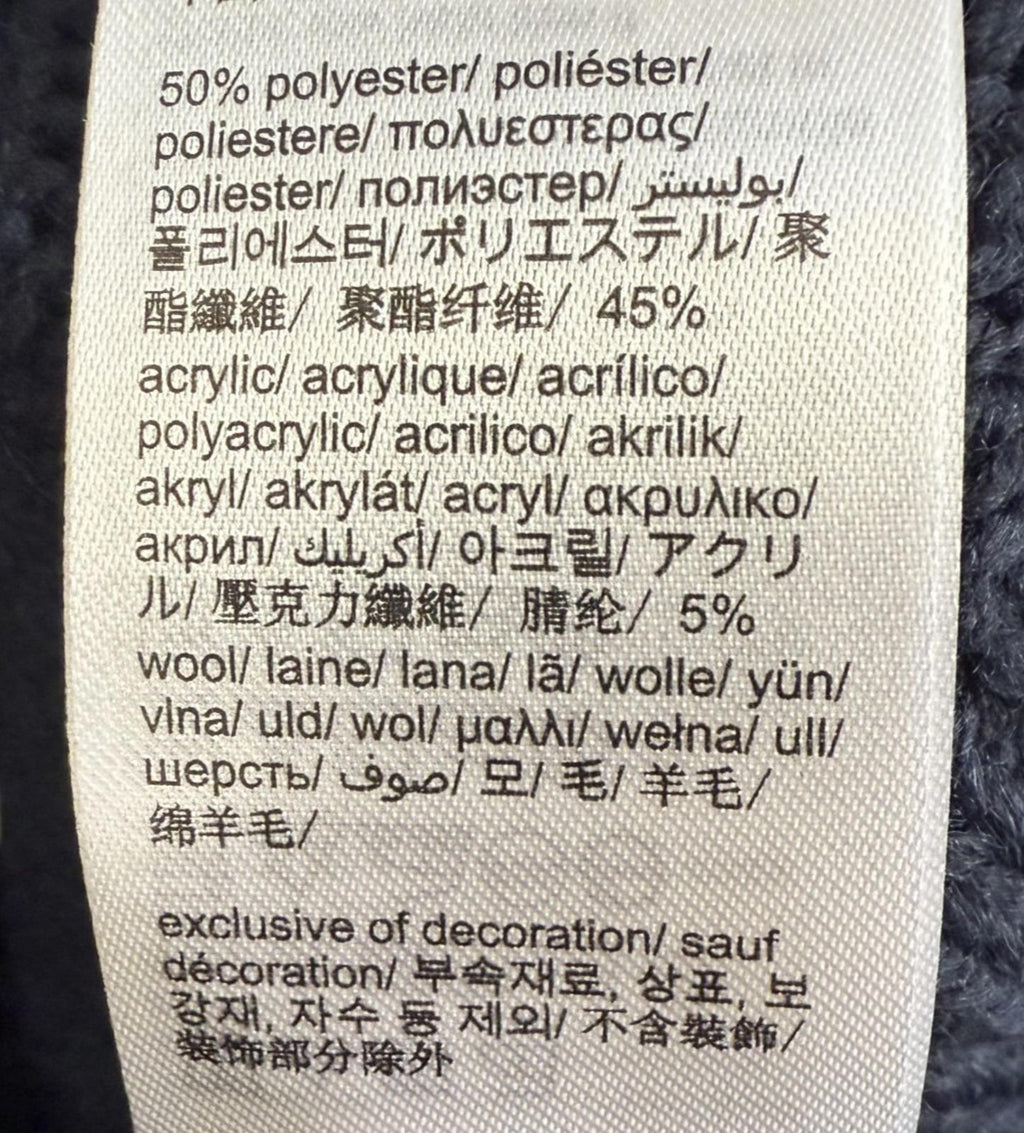 50% polyester/ poliéster/
poliestere/ πολυεστερας/
poliester/ полиэстер/ بوليستر/
폴리에스터/ ポリエステル/ 聚
酯纖維/ 聚酯纤维/ 45%
acrylic/ acrylique/ acrílico/
polyacrylic/ acrilico/ akrilik/
akryl/ akrylát/ acryl/ ακρυλικο/
акрил/ أكريليك/ 아크릴/ アクリ
ル/ 壓克力纖維/ 腈纶/ 5%
wool/ laine/ lana/ lã/ wolle/ yün/
vlna/ uld/ wol/ μαλλι/ wełna/ ull/
шерсть/ صوف/ 모/ 毛/ 羊毛/
绵羊毛/
exclusive of decoration/ sauf
décoration/ 부속재료, 상표, 보
강재, 자수 등 제외/ 不含裝飾/
装饰部分除外